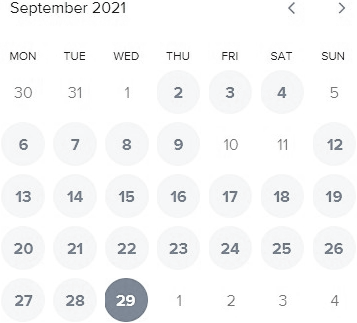 September 2021
MON TUE WED THU FRI SAT SUN
30 31 1 2 3 4 5
6 7 8 9 10 11 12
13 14 15 16 17 18 19
20 21 22 23 24 25 26
27 28 29 1 2 3 4